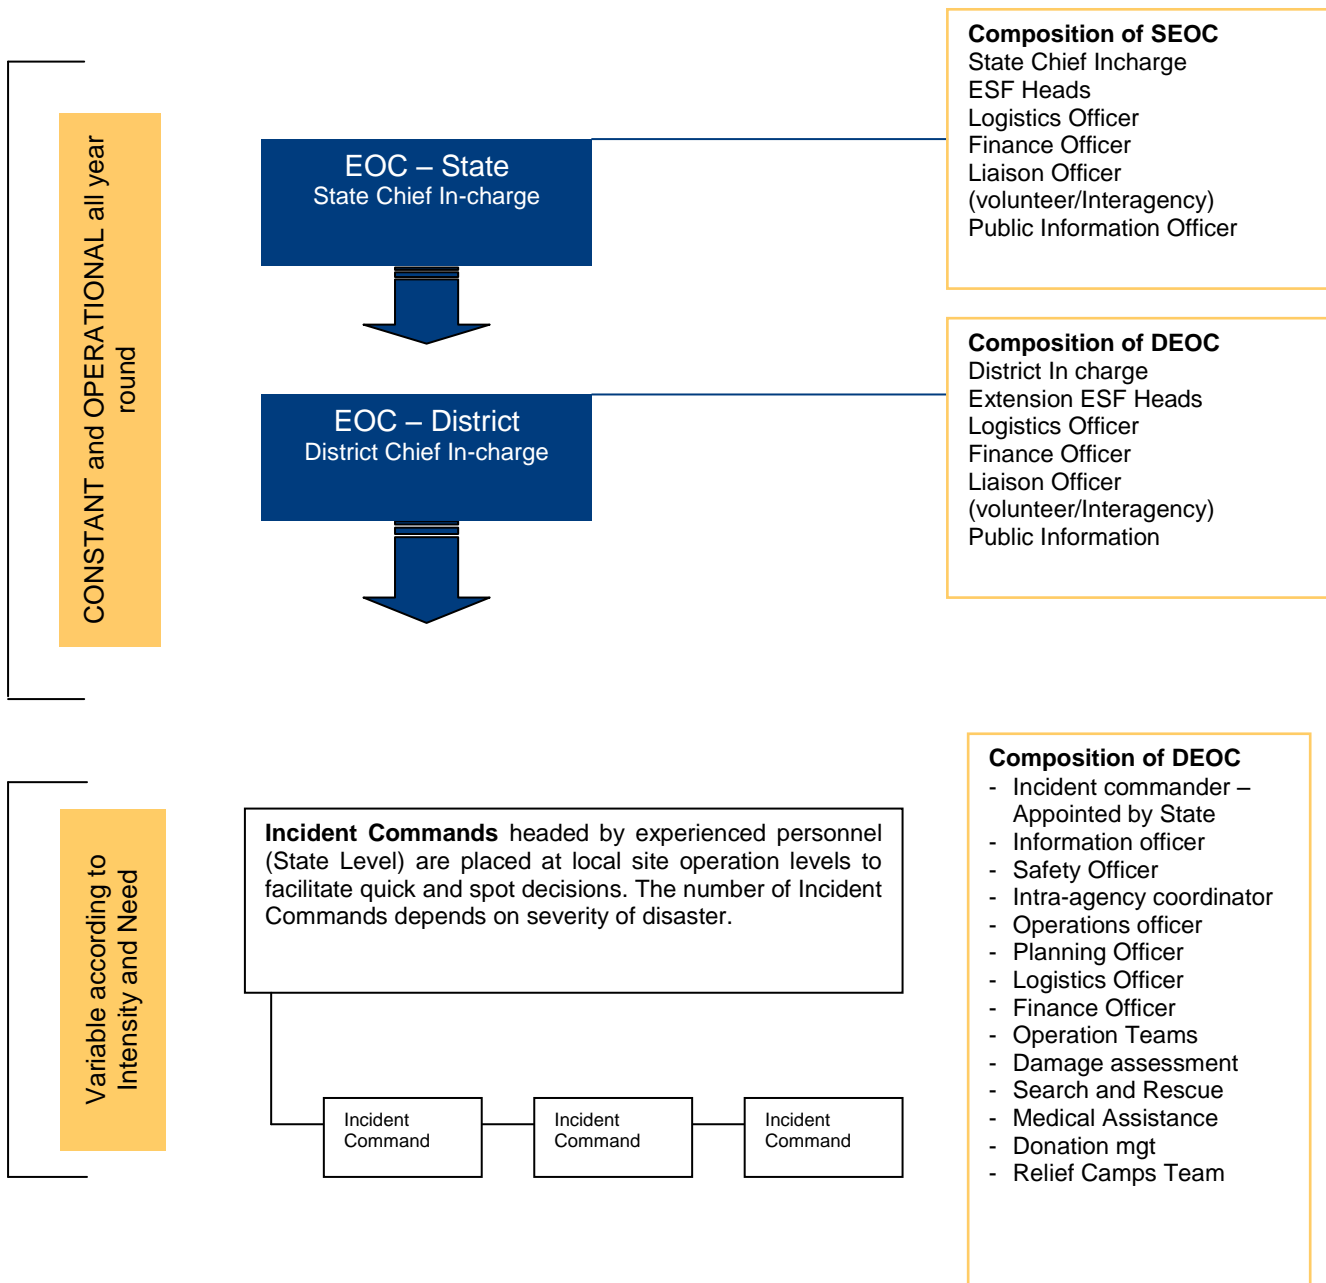 Composition of SEOC
State Chief Incharge
ESF Heads
Logistics Officer
Finance Officer
Liaison Officer
(volunteer/Interagency)
Public Information Officer
CONSTANT and OPERATIONAL all year
round
EOC – State
State Chief In-charge
Composition of DEOC
District In charge
Extension ESF Heads
Logistics Officer
Finance Officer
Liaison Officer
(volunteer/Interagency)
Public Information
EOC – District
District Chief In-charge
Variable according to
Intensity and Need
Incident Commands headed by experienced personnel
(State Level) are placed at local site operation levels to
facilitate quick and spot decisions. The number of Incident
Commands depends on severity of disaster.
Incident
Command
Incident
Command
Incident
Command
Composition of DEOC
- Incident commander –
Appointed by State
- Information officer
- Safety Officer
- Intra-agency coordinator
- Operations officer
- Planning Officer
- Logistics Officer
- Finance Officer
- Operation Teams
- Damage assessment
- Search and Rescue
- Medical Assistance
- Donation mgt
- Relief Camps Team